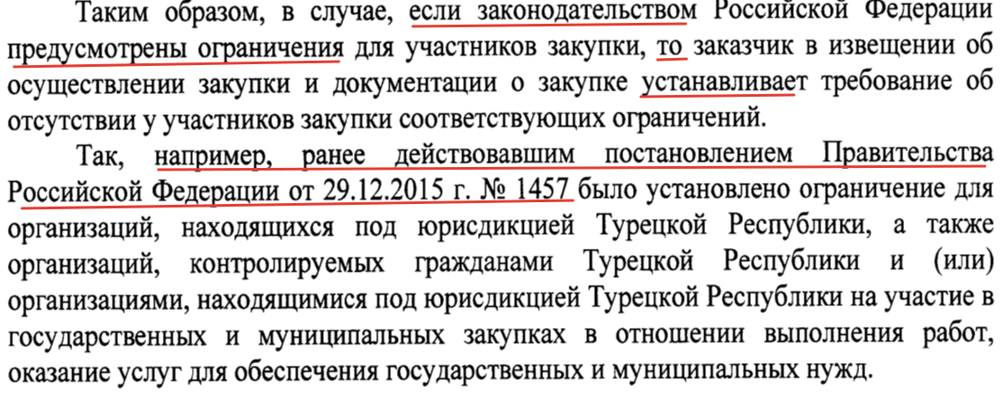 Таким образом, в случае, если законодательством Российской Федерации
предусмотрены ограничения для участников закупки, то заказчик в извещении об
осуществлении закупки и документации о закупке устанавливает требование об
отсутствии у участников закупки соответствующих ограничений.
Так, например, ранее действовавшим постановлением Правительства
Российской Федерации от 29.12.2015 г. № 1457 было установлено ограничение для
организаций, находящихся под юрисдикцией Турецкой Республики, а также
организаций, контролируемых гражданами Турецкой Республики и (или)
организациями, находящимися под юрисдикцией Турецкой Республики на участие в
государственных и муниципальных закупках в отношении выполнения работ,
оказание услуг для обеспечения государственных и муниципальных нужд.